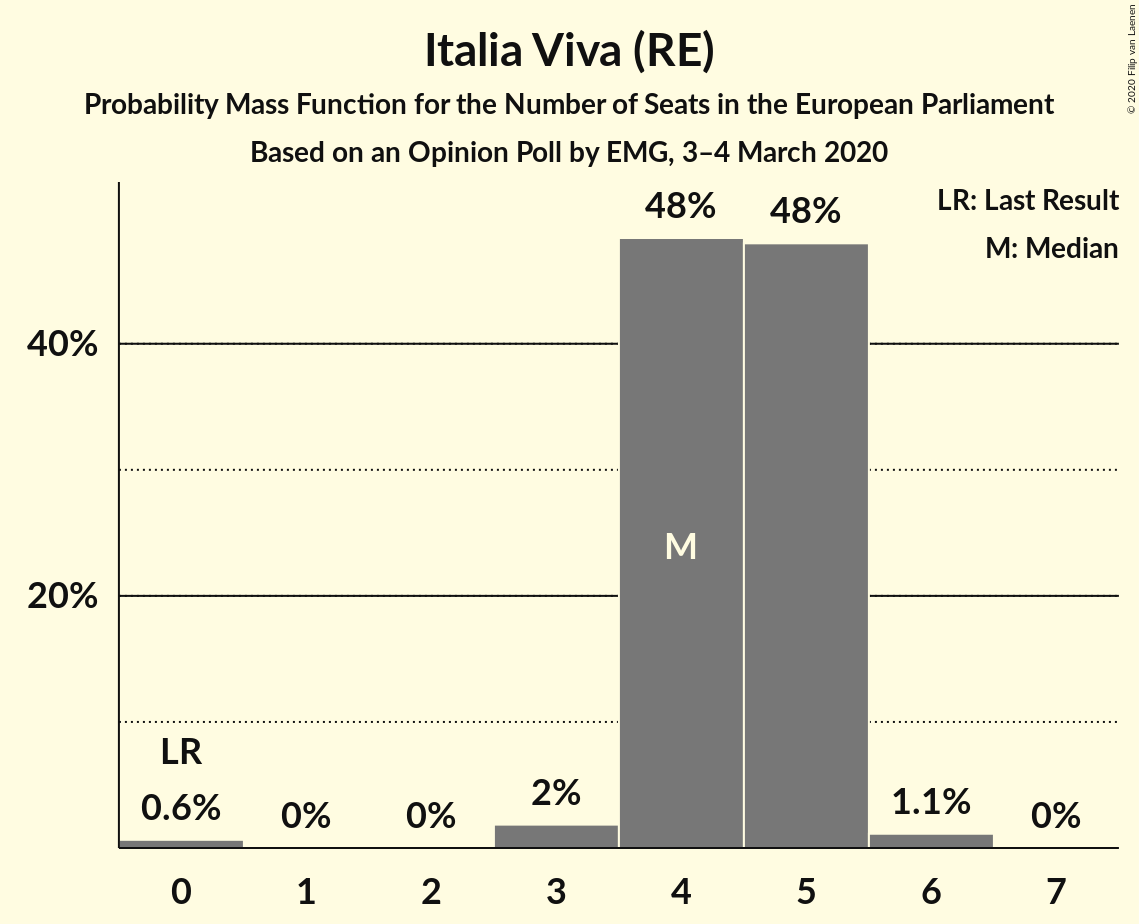 Italia Viva (RE)
Probability Mass Function for the Number of Seats in the European Parliament
Based on an Opinion Poll by EMG, 3–4 March 2020
© 2020 Filip van Laenen
LR: Last Result
M: Median
48%
48%
40%
M
20%
LR
0.6%
0%
0%
2%
1.1%
0%
0
1
2
3
4
5
6
7